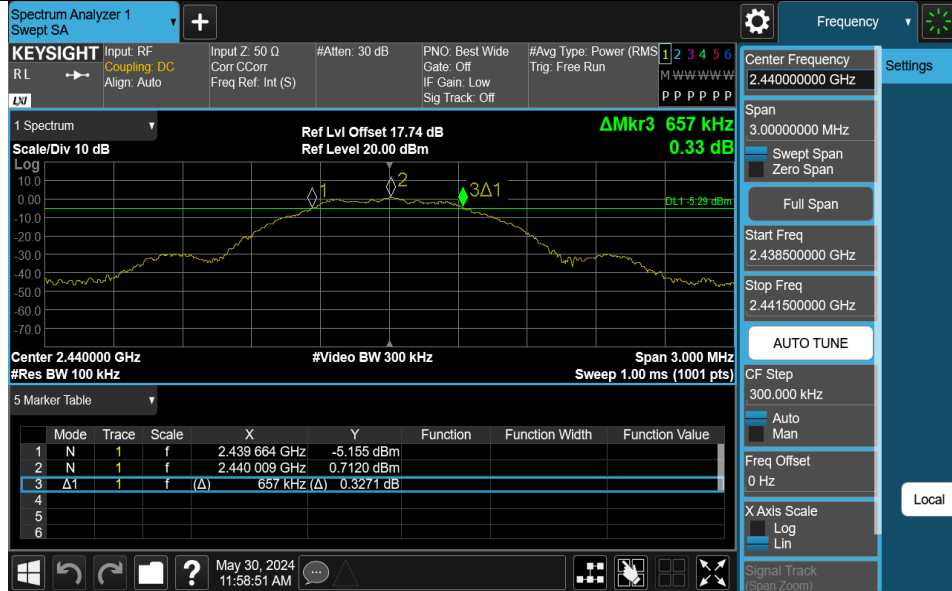 Spectrum Analyzer 1
Swept SA
+
Frequency
KEYSIGHT
RL
LXI
Input: RF
Coupling: DC
Align: Auto
Input Z: 50 Ω
Corr CCorr
Freq Ref: Int (S)
#Atten: 30 dB
PNO: Best Wide
Gate: Off
IF Gain: Low
Sig Track: Off
#Avg Type: Power (RMS
Trig: Free Run
1 2 3 4 5 6
M W W W W W
P P P P P P
1 Spectrum
Scale/Div 10 dB
Ref Lvl Offset 17.74 dB
Ref Level 20.00 dBm
ΔMkr3 657 kHz
0.33 dB
Log
10.0
0.00
-10.0
-20.0
-30.0
-40.0
-50.0
-60.0
-70.0
1
2
3Δ1
DL1 -5.29 dBm
Center 2.440000 GHz
#Video BW 300 kHz
Span 3.000 MHz
#Res BW 100 kHz
Sweep 1.00 ms (1001 pts)
5 Marker Table
Mode Trace Scale X Y Function Function Width Function Value
1 N 1 f 2.439 664 GHz -5.155 dBm
2 N 1 f 2.440 009 GHz 0.7120 dBm
3 Δ1 1 f (Δ) 657 kHz (Δ) 0.3271 dB
4
5
6
?
May 30, 2024
11:58:51 AM
Center Frequency
2.440000000 GHz
Span
3.00000000 MHz
Swept Span
Zero Span
Full Span
Start Freq
2.438500000 GHz
Stop Freq
2.441500000 GHz
AUTO TUNE
CF Step
300.000 kHz
Auto
Man
Freq Offset
0 Hz
X Axis Scale
Log
Lin
Signal Track
(Span Zoom)
Settings
Local